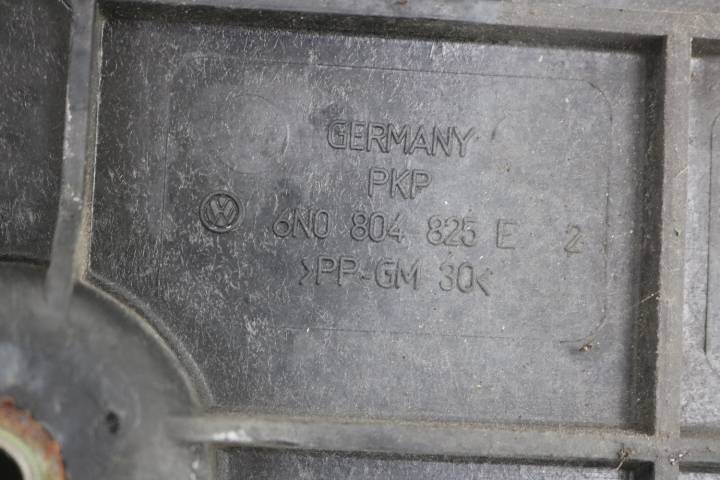 GERMANY
PKP
6N0 804 825 E 2
>PP-GM 30<